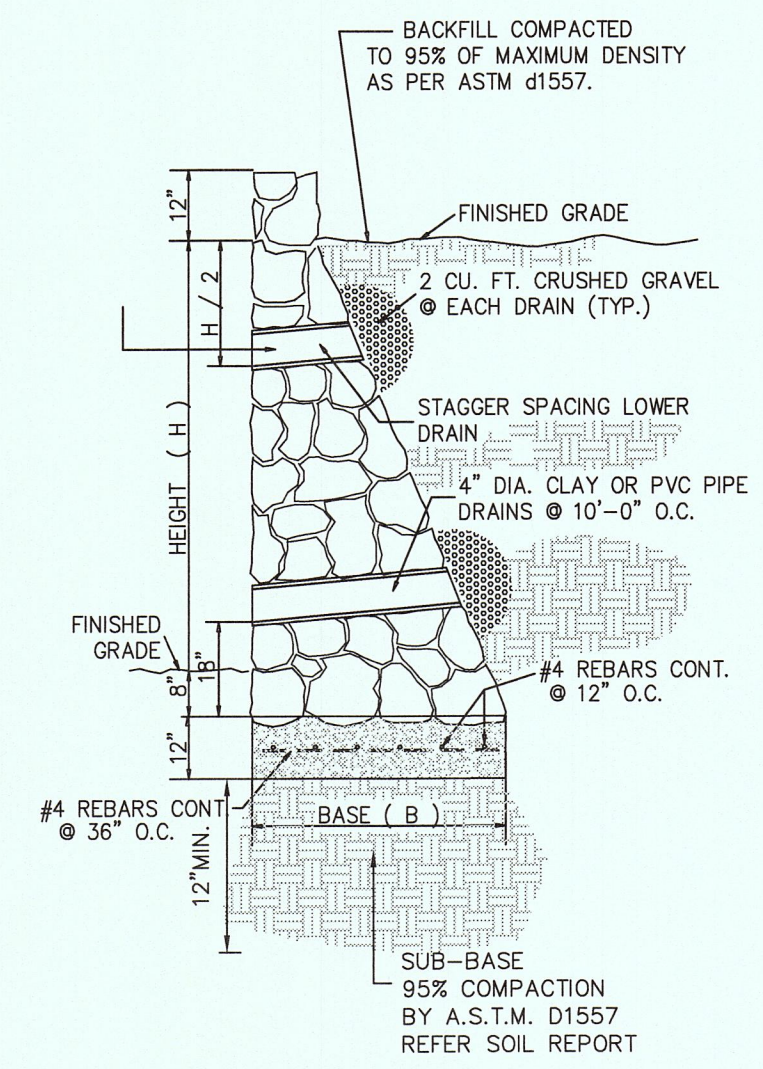 BACKFILL COMPACTED
TO 95% OF MAXIMUM DENSITY
AS PER ASTM d1557.
12"
FINISHED GRADE
2 CU. FT. CRUSHED GRAVEL
@ EACH DRAIN (TYP.)
H / 2
STAGGER SPACING LOWER
DRAIN
HEIGHT ( H )
4" DIA. CLAY OR PVC PIPE
DRAINS @ 10'-0" O.C.
FINISHED
GRADE
8"
18"
#4 REBARS CONT.
@ 12" O.C.
12"
#4 REBARS CONT.
@ 36" O.C.
BASE ( B )
12"MIN.
SUB-BASE
95% COMPACTION
BY A.S.T.M. D1557
REFER SOIL REPORT